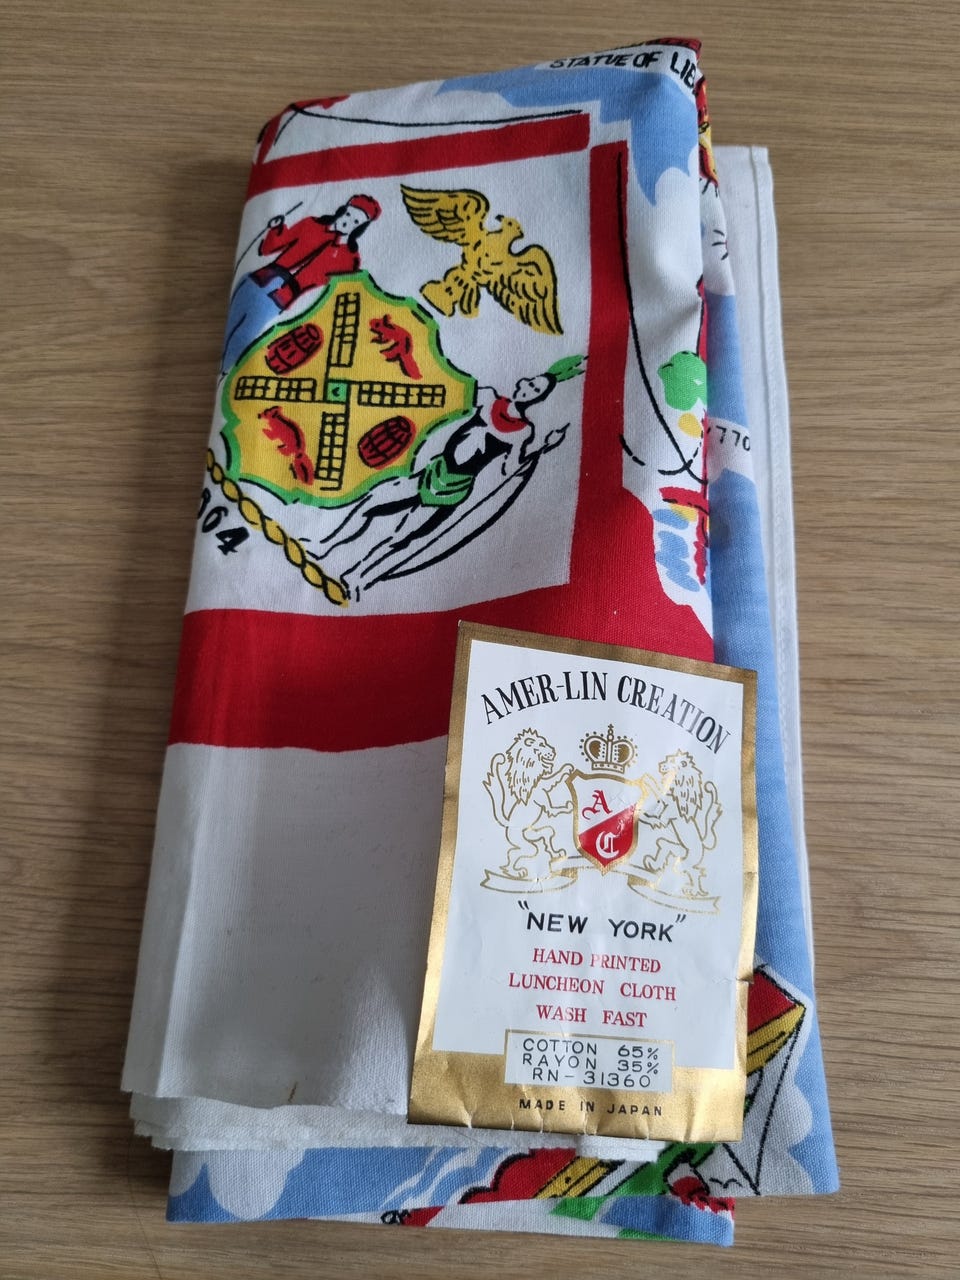 STATUE OF LIB
1770
664
AMER-LIN CREATION
A
C
"NEW YORK"
HAND PRINTED
LUNCHEON CLOTH
WASH FAST
COTTON 65%
RAYON 35%
RN-31360
MADE IN JAPAN